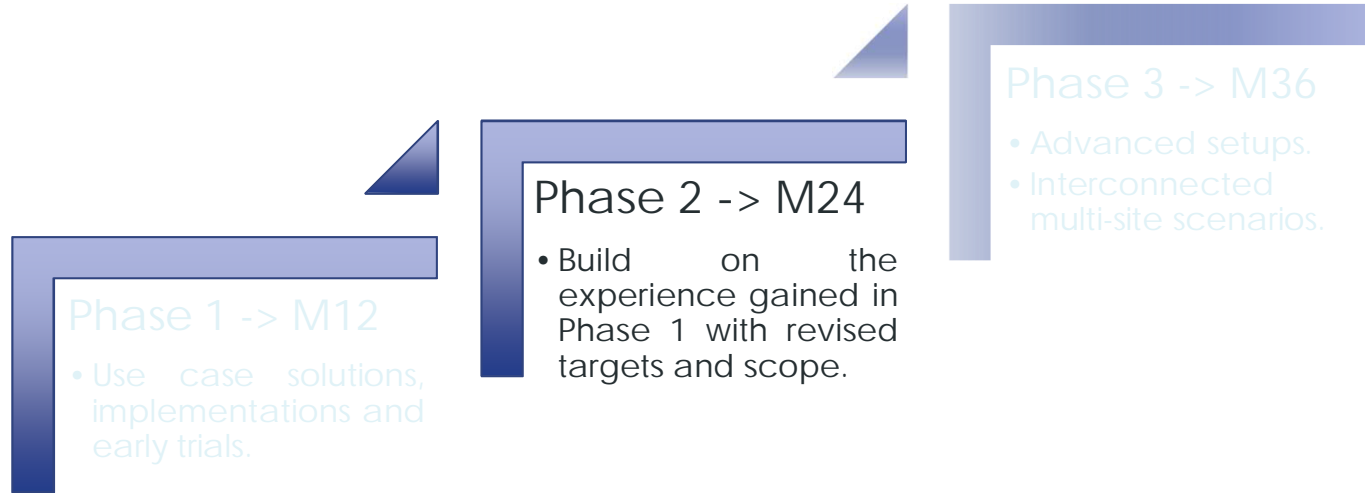 Phase 1 -> M12
• Use case solutions,
implementations and
early trials.
Phase 2 -> M24
• Build on the
experience gained in
Phase 1 with revised
targets and scope.
Phase 3 -> M36
• Advanced setups.
• Interconnected
multi-site scenarios.